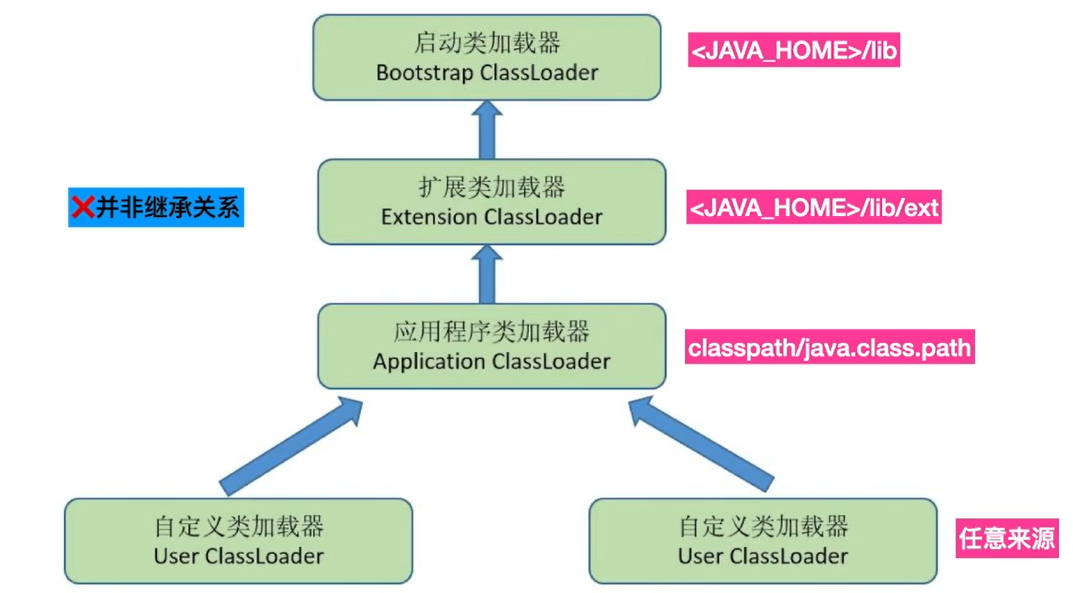 启动类加载器
Bootstrap ClassLoader
<JAVA_HOME>/lib
扩展类加载器
Extension ClassLoader
❌并非继承关系
<JAVA_HOME>/lib/ext
应用程序类加载器
Application ClassLoader
classpath/java.class.path
自定义类加载器
User ClassLoader
自定义类加载器
User ClassLoader
任意来源